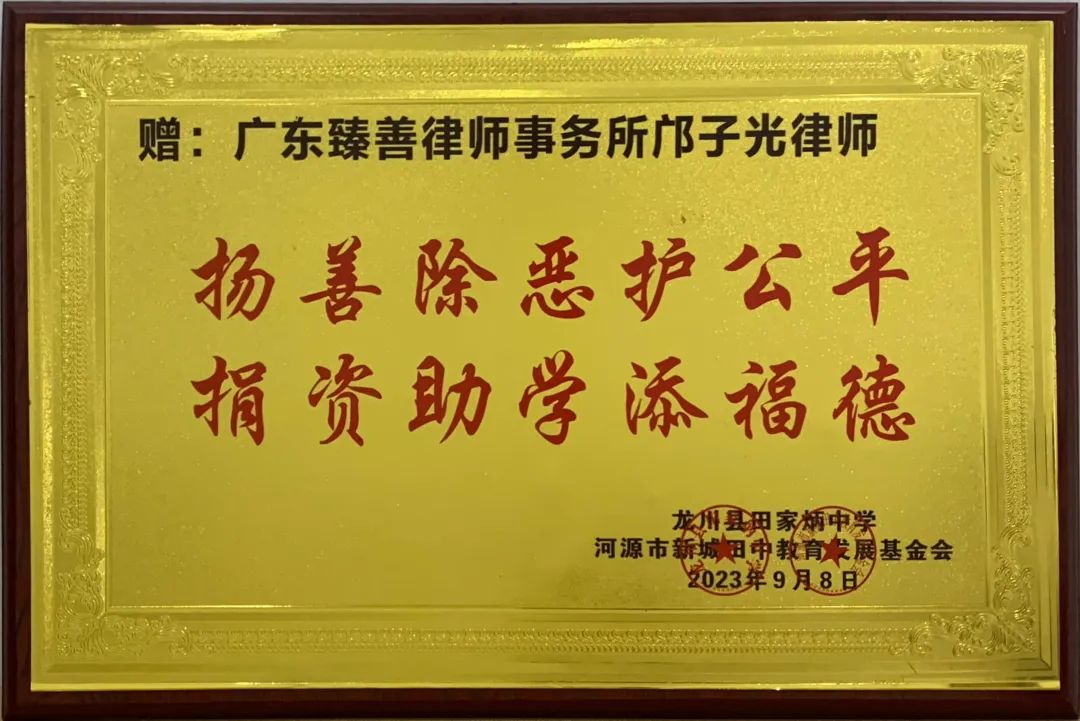 赠：广东臻善律师事务所邝子光律师
扬善除恶护公平
捐资助学添福德
龙川县田家炳中学
河源市新城田中教育发展基金会
2023年9月8日